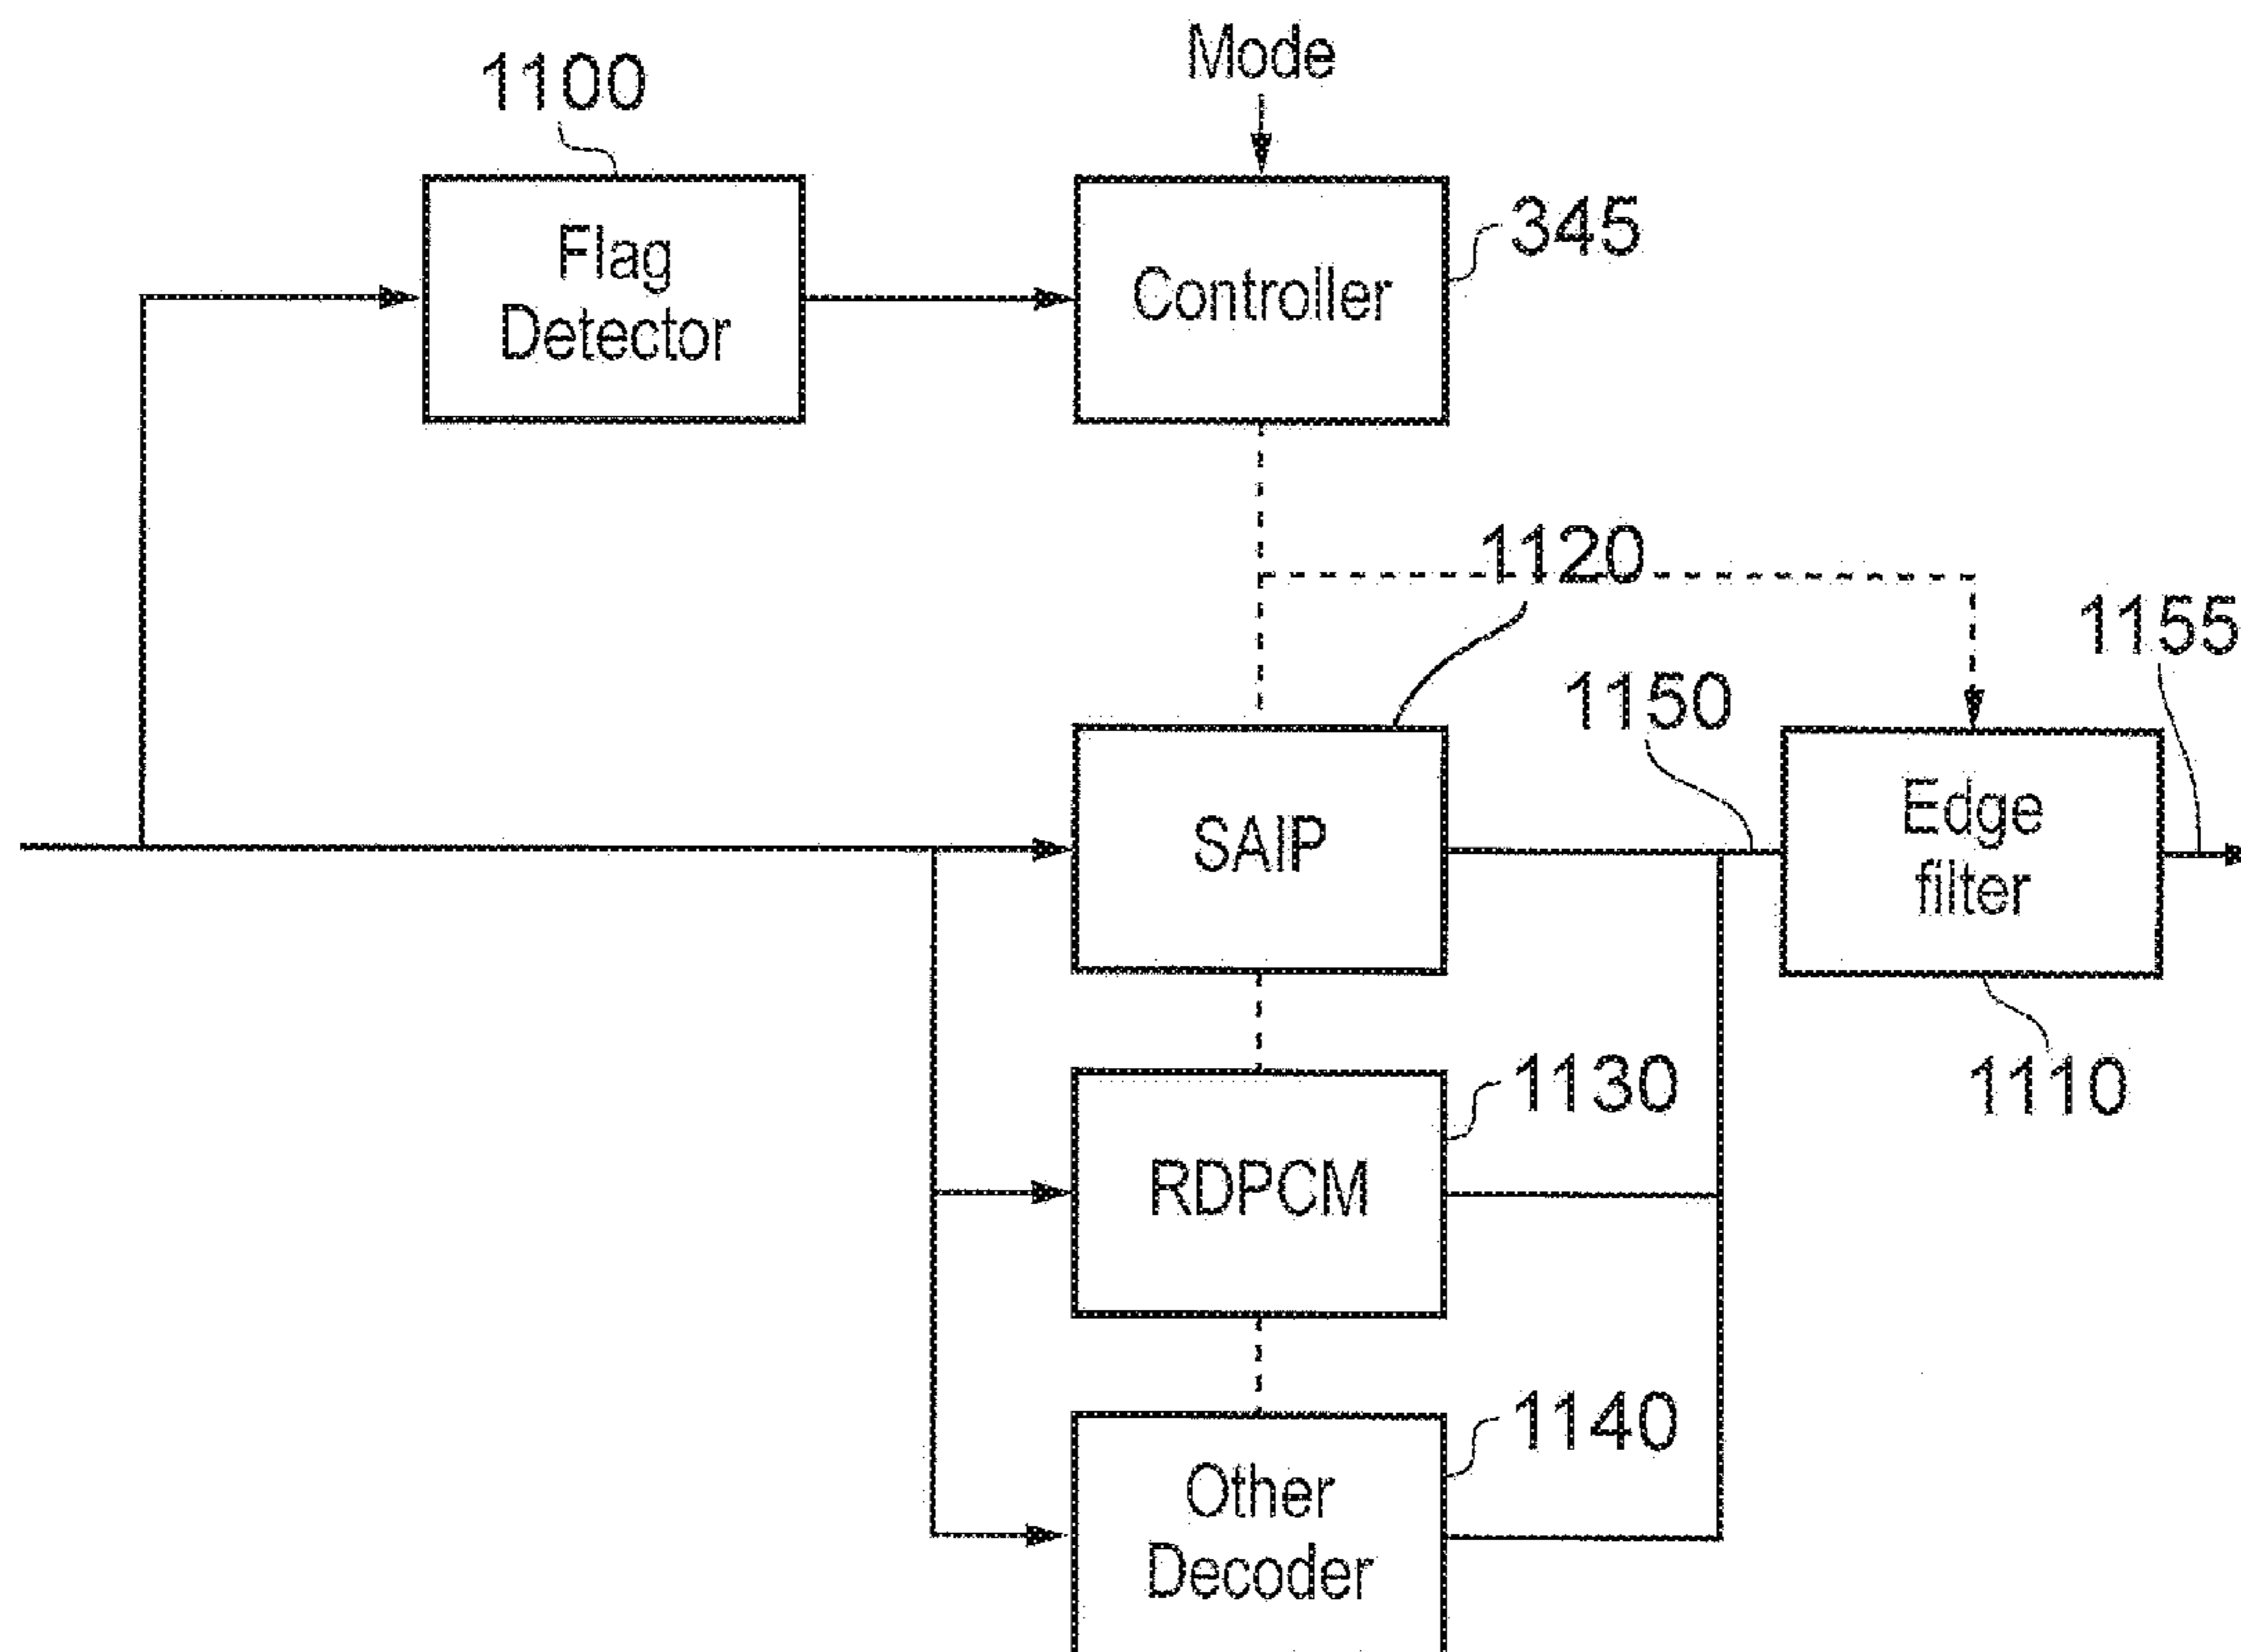 Mode
1100
Flag
Detector
Controller
345
1120
1155
1150
SAIP
Edge
filter
1110
1130
RDPCM
1140
Other
Decoder